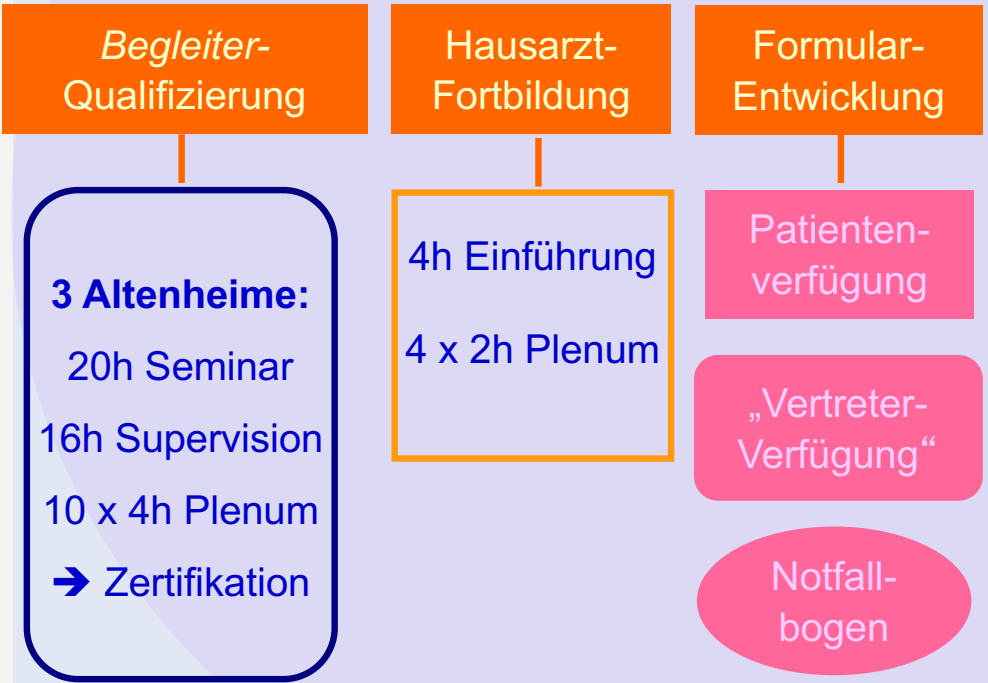 Begleiter-
Qualifizierung
3 Altenheime:
20h Seminar
16h Supervision
10 x 4h Plenum
➔ Zertifikation
Hausarzt-
Fortbildung
4h Einführung
4 x 2h Plenum
Formular-
Entwicklung
Patienten-
verfügung
„Vertreter-
Verfügung“
Notfall-
bogen